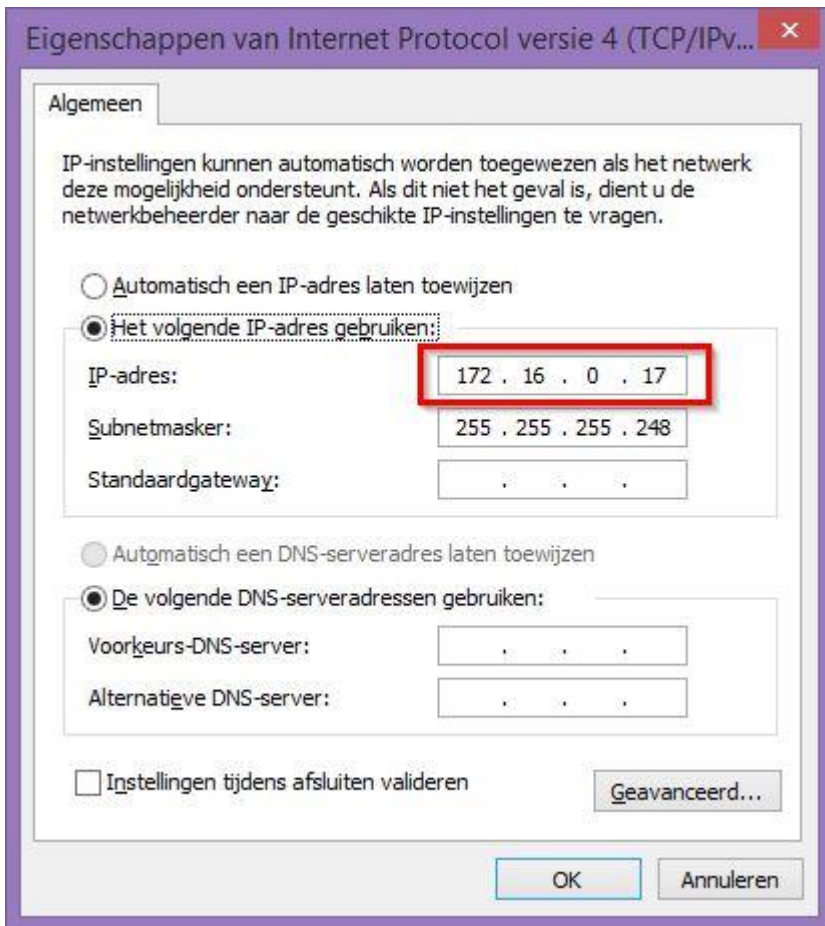 Eigenschappen van Internet Protocol versie 4 (TCP/IPv...
Algemeen
IP-instellingen kunnen automatisch worden toegewezen als het netwerk
deze mogelijkheid ondersteunt. Als dit niet het geval is, dient u de
netwerkbeheerder naar de geschikte IP-instellingen te vragen.
Automatisch een IP-adres laten toewijzen
Het volgende IP-adres gebruiken:
IP-adres: 172 . 16 . 0 . 17
Subnetmasker: 255 . 255 . 255 . 248
Standaardgateway: . . .
Automatisch een DNS-serveradres laten toewijzen
De volgende DNS-serveradressen gebruiken:
Voorkeurs-DNS-server: . . .
Alternatieve DNS-server: . . .
Instellingen tijdens afsluiten valideren
Geavanceerd...
OK Annuleren